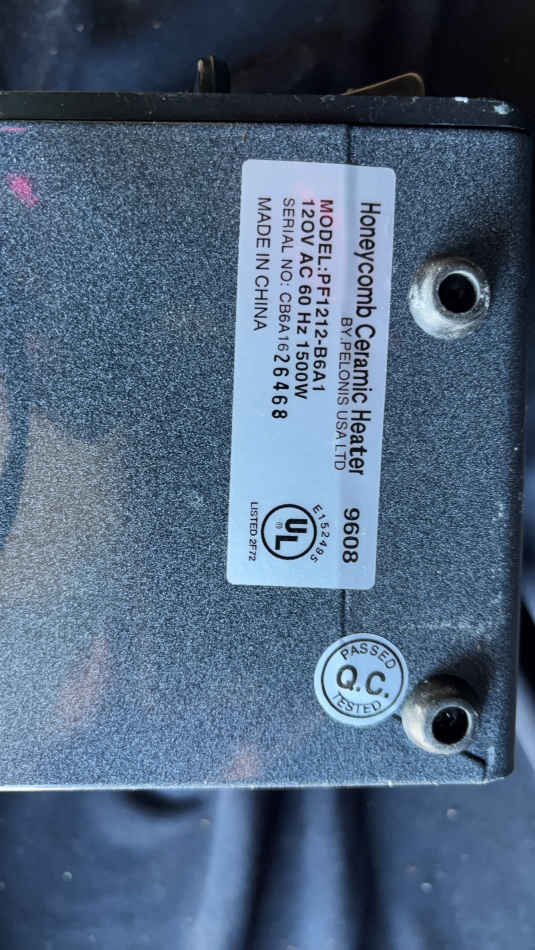 Honeycomb Ceramic Heater
BY.PELONIS USA LTD
MODEL:PF1212-B6A1
120V AC 60 Hz 1500W
SERIAL NO: CB6A1626468
MADE IN CHINA
9608
E152495
UL
®
LISTED 2F72
PASSED
Q.C.
TESTED